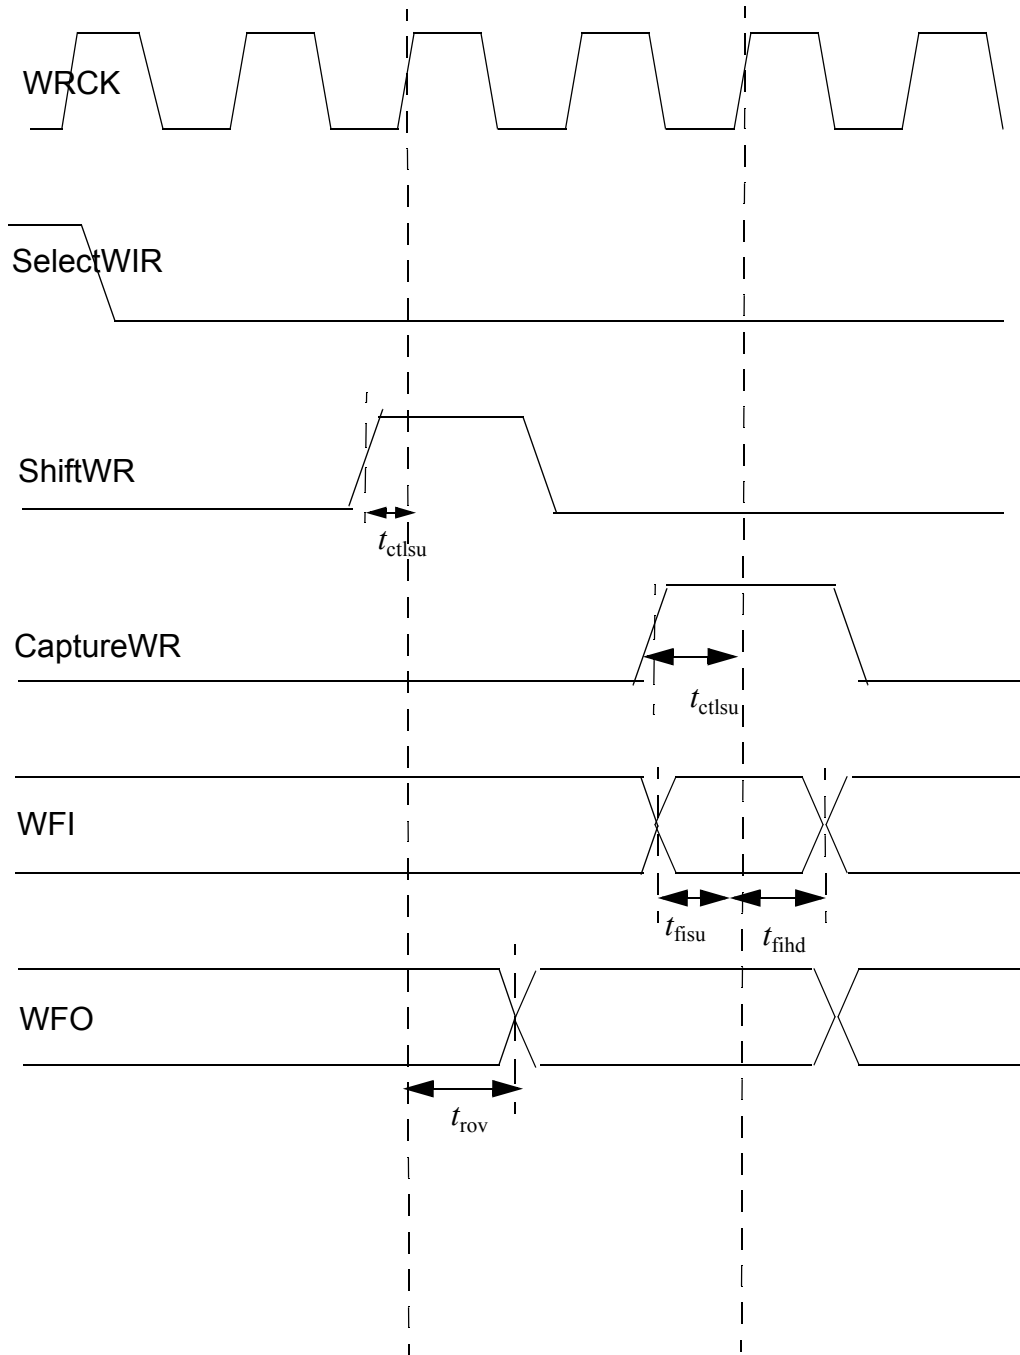 WRCK
SelectWIR
ShiftWR
tctlsu
CaptureWR
tctlsu
WFI
tfisu
tfihd
WFO
trov